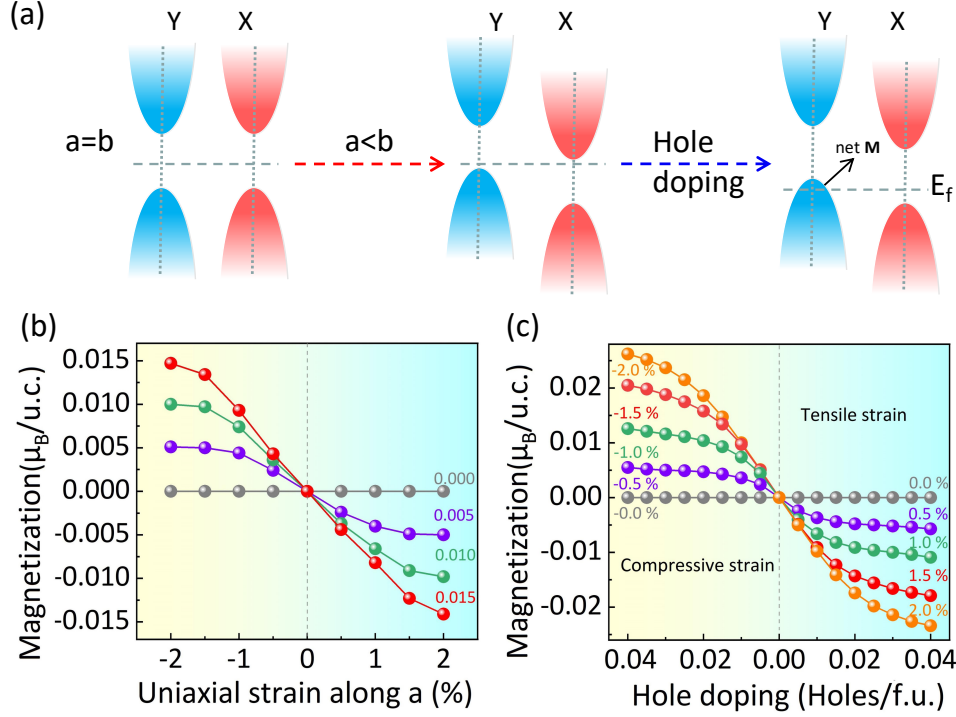 (a)
Y X
Y X
Y X
a=b
a<b
Hole
doping
net M
E_f
(b)
Magnetization(μ_B/u.c.)
0.015
0.010
0.005
0.000
-0.005
-0.010
-0.015
0.000
0.005
0.010
0.015
-2 -1 0 1 2
Uniaxial strain along a (%)
(c)
Magnetization(μ_B/u.c.)
0.02
0.01
0.00
-0.01
-0.02
-2.0 %
-1.5 %
-1.0 %
-0.5 %
-0.0 %
Tensile strain
0.0 %
0.5 %
1.0 %
1.5 %
2.0 %
Compressive strain
0.04 0.02 0.00 0.02 0.04
Hole doping (Holes/f.u.)